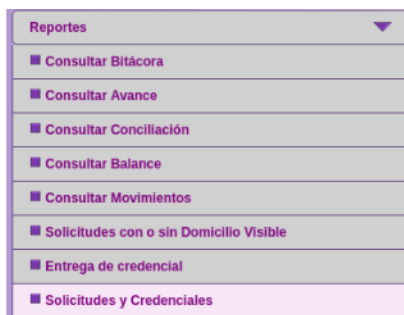 Reportes
Consultar Bitácora
Consultar Avance
Consultar Conciliación
Consultar Balance
Consultar Movimientos
Solicitudes con o sin Domicilio Visible
Entrega de credencial
Solicitudes y Credenciales